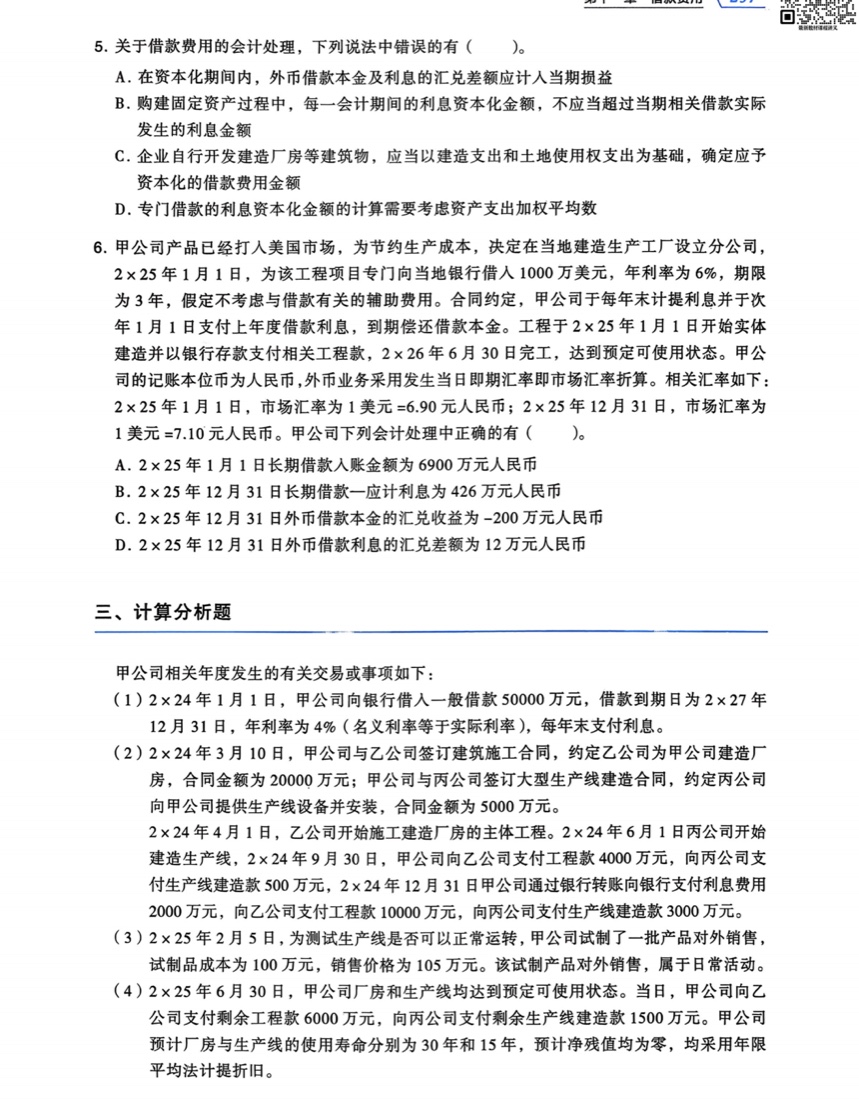 5. 关于借款费用的会计处理，下列说法中错误的有（　　）。
A. 在资本化期间内，外币借款本金及利息的汇兑差额应计入当期损益
B. 购建固定资产过程中，每一会计期间的利息资本化金额，不应当超过当期相关借款实际
发生的利息金额
C. 企业自行开发建造厂房等建筑物，应当以建造支出和土地使用权支出为基础，确定应予
资本化的借款费用金额
D. 专门借款的利息资本化金额的计算需要考虑资产支出加权平均数
6. 甲公司产品已经打入美国市场，为节约生产成本，决定在当地建造生产工厂设立分公司，
2×25 年 1 月 1 日，为该工程项目专门向当地银行借入 1000 万美元，年利率为 6%，期限
为 3 年，假定不考虑与借款有关的辅助费用。合同约定，甲公司于每年末计提利息并于次
年 1 月 1 日支付上年度借款利息，到期偿还借款本金。工程于 2×25 年 1 月 1 日开始实体
建造并以银行存款支付相关工程款，2×26 年 6 月 30 日完工，达到预定可使用状态。甲公
司的记账本位币为人民币，外币业务采用发生当日即期汇率即市场汇率折算。相关汇率如下：
2×25 年 1 月 1 日，市场汇率为 1 美元 =6.90 元人民币；2×25 年 12 月 31 日，市场汇率为
1 美元 =7.10 元人民币。甲公司下列会计处理中正确的有（　　）。
A. 2×25 年 1 月 1 日长期借款入账金额为 6900 万元人民币
B. 2×25 年 12 月 31 日长期借款—应计利息为 426 万元人民币
C. 2×25 年 12 月 31 日外币借款本金的汇兑收益为 –200 万元人民币
D. 2×25 年 12 月 31 日外币借款利息的汇兑差额为 12 万元人民币
三、计算分析题
甲公司相关年度发生的有关交易或事项如下：
（1）2×24 年 1 月 1 日，甲公司向银行借入一般借款 50000 万元，借款到期日为 2×27 年
12 月 31 日，年利率为 4%（名义利率等于实际利率），每年末支付利息。
（2）2×24 年 3 月 10 日，甲公司与乙公司签订建筑施工合同，约定乙公司为甲公司建造厂
房，合同金额为 20000 万元；甲公司与丙公司签订大型生产线建造合同，约定丙公司
向甲公司提供生产线设备并安装，合同金额为 5000 万元。
2×24 年 4 月 1 日，乙公司开始施工建造厂房的主体工程。2×24 年 6 月 1 日丙公司开始
建造生产线，2×24 年 9 月 30 日，甲公司向乙公司支付工程款 4000 万元，向丙公司支
付生产线建造款 500 万元，2×24 年 12 月 31 日甲公司通过银行转账向银行支付利息费用
2000 万元，向乙公司支付工程款 10000 万元，向丙公司支付生产线建造款 3000 万元。
（3）2×25 年 2 月 5 日，为测试生产线是否可以正常运转，甲公司试制了一批产品对外销售，
试制品成本为 100 万元，销售价格为 105 万元。该试制产品对外销售，属于日常活动。
（4）2×25 年 6 月 30 日，甲公司厂房和生产线均达到预定可使用状态。当日，甲公司向乙
公司支付剩余工程款 6000 万元，向丙公司支付剩余生产线建造款 1500 万元。甲公司
预计厂房与生产线的使用寿命分别为 30 年和 15 年，预计净残值均为零，均采用年限
平均法计提折旧。